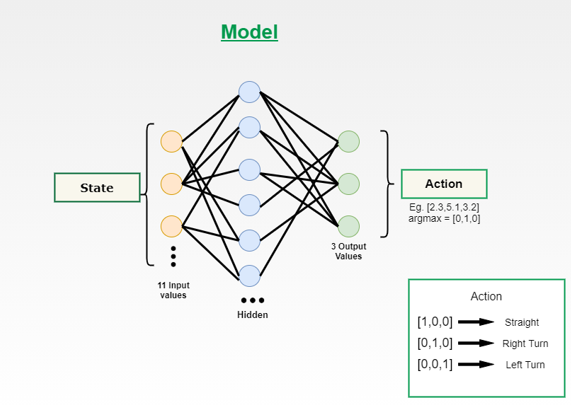 Model
State
Action
Eg. [2.3,5.1,3.2]
argmax = [0,1,0]
3 Output
Values
11 Input
values
Hidden
Action
[1,0,0] Straight
[0,1,0] Right Turn
[0,0,1] Left Turn